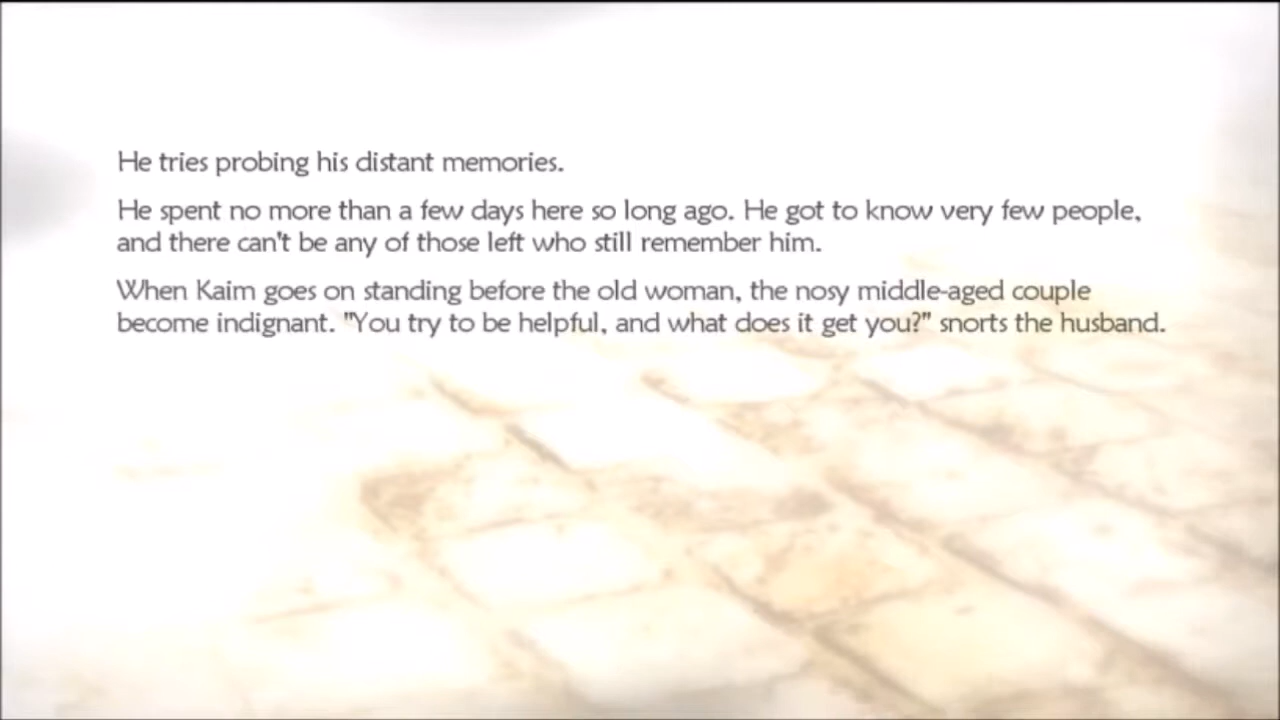 He tries probing his distant memories.
He spent no more than a few days here so long ago. He got to know very few people,
and there can't be any of those left who still remember him.
When Kaim goes on standing before the old woman, the nosy middle-aged couple
become indignant. "You try to be helpful, and what does it get you?" snorts the husband.